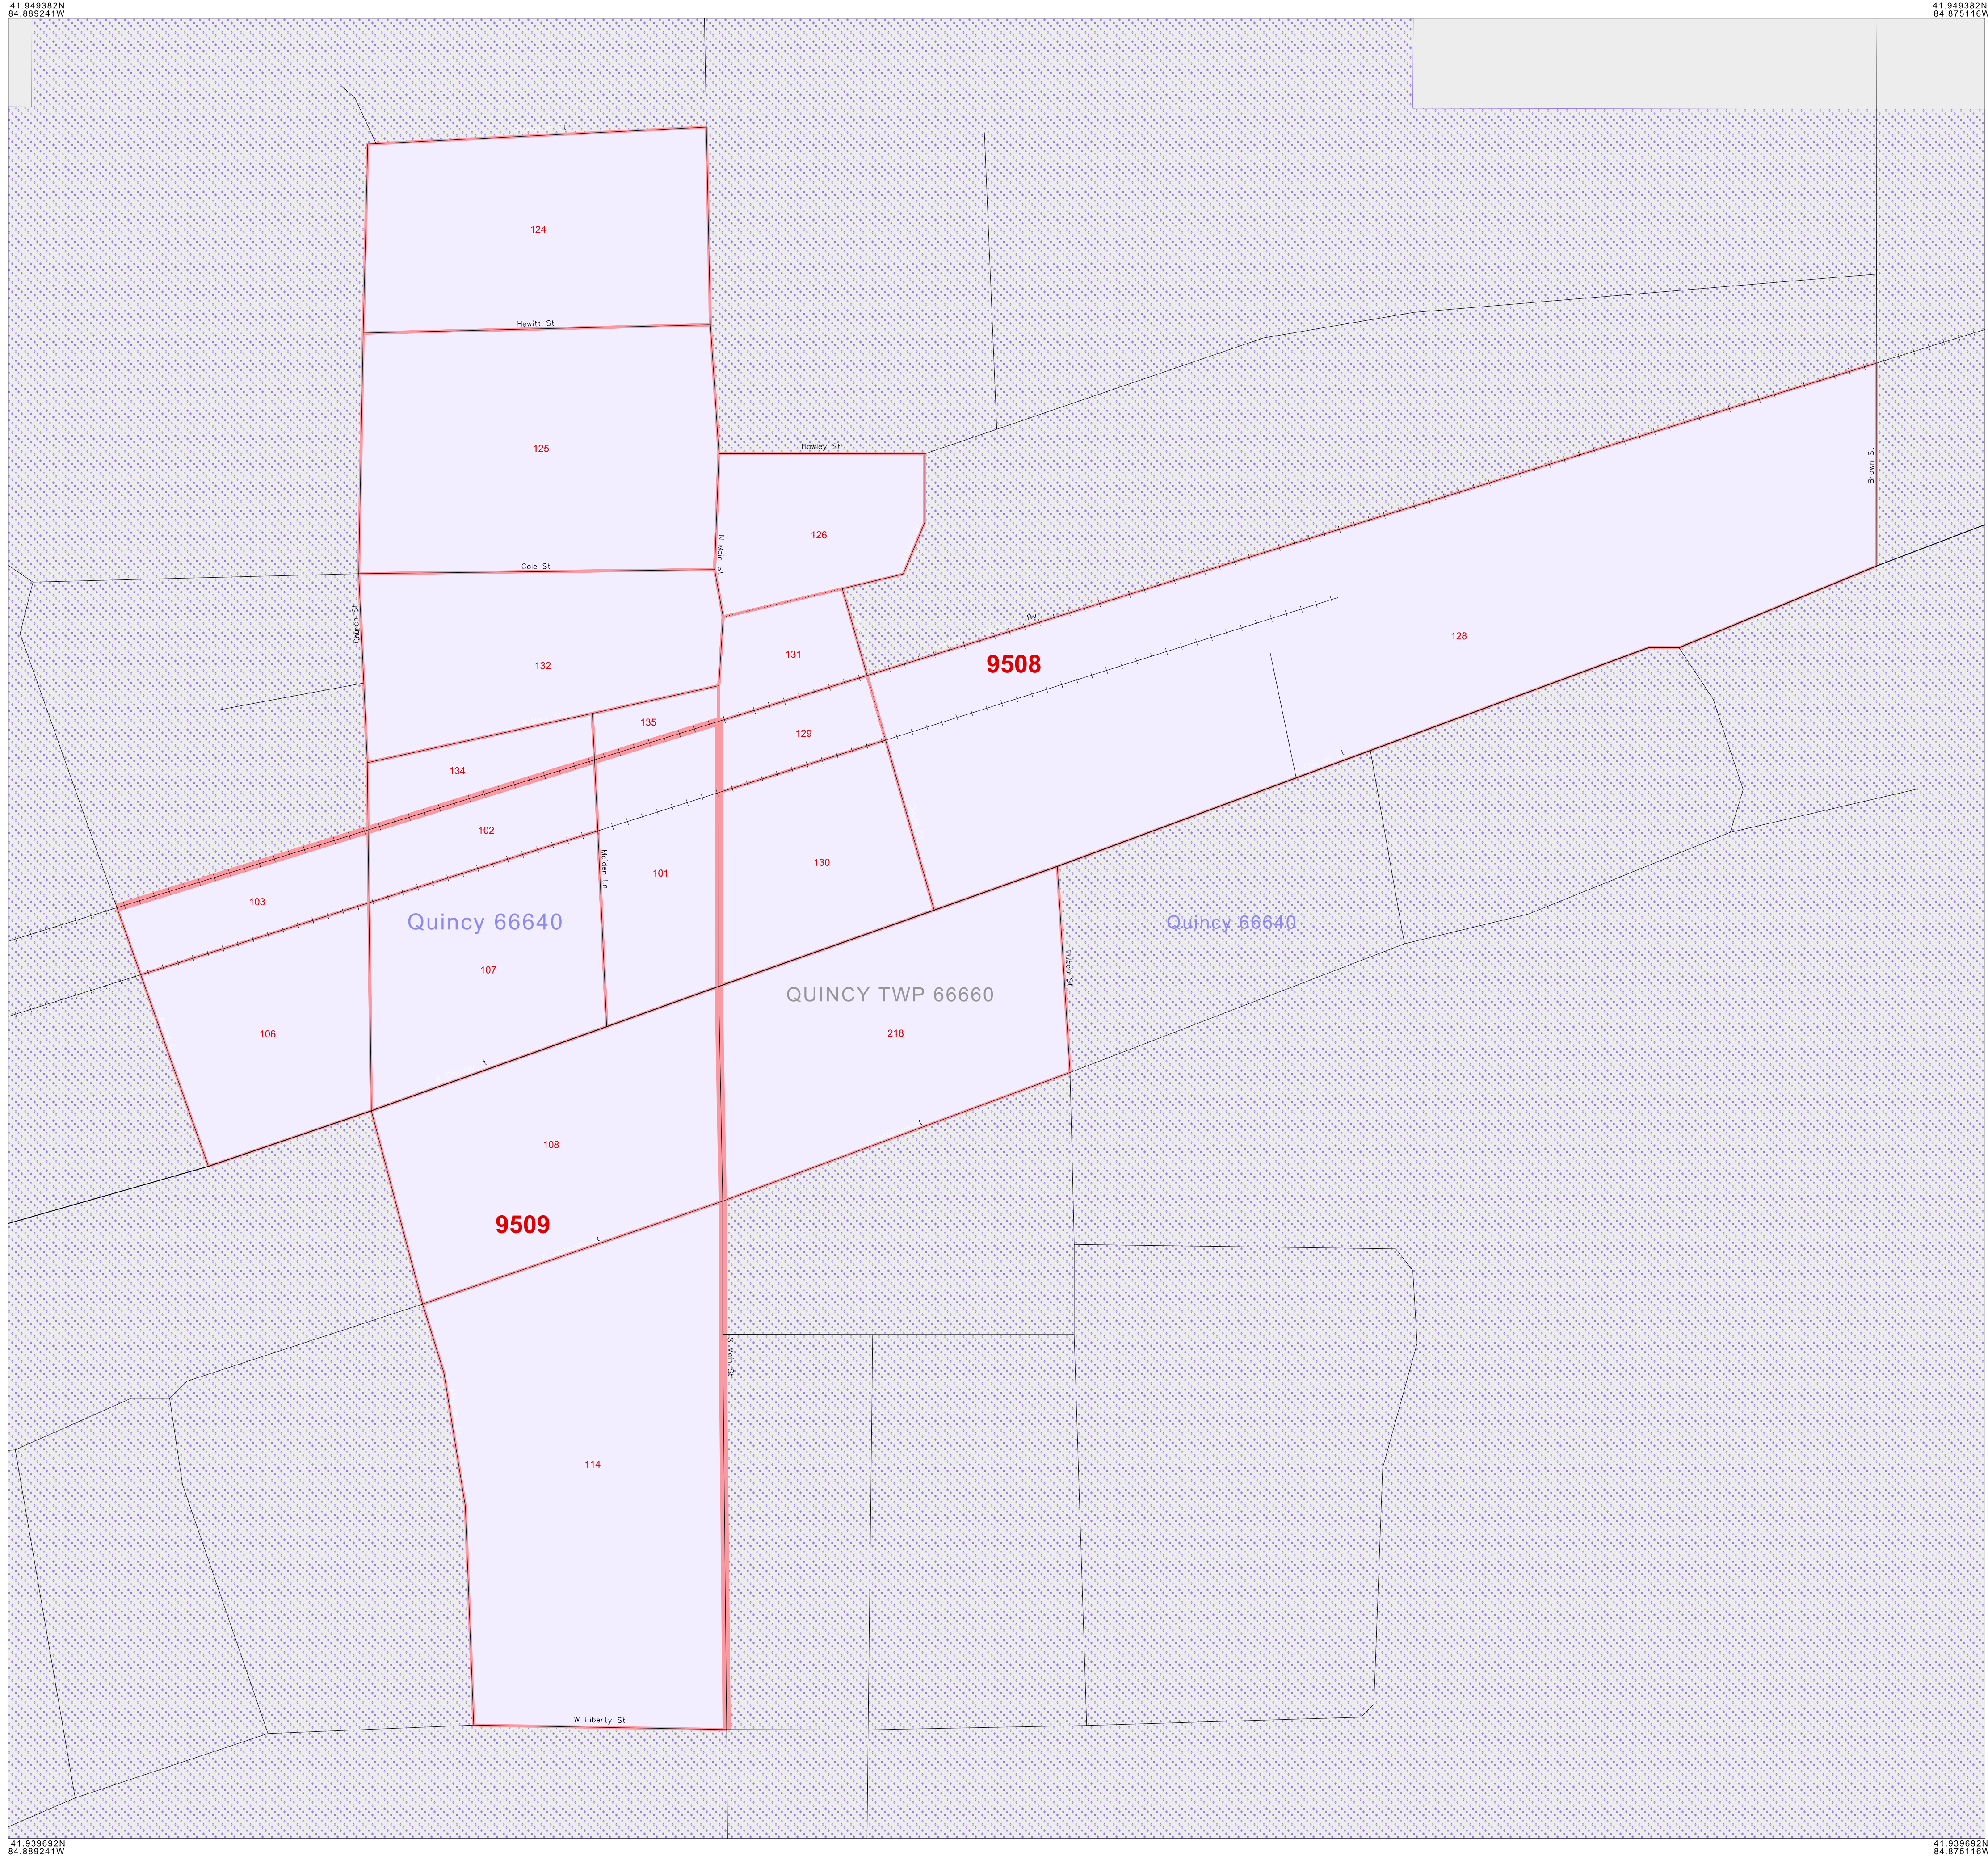 41.949382N
84.889241W
41.949382N
84.875116W
t
124
Hewitt St
125
Hawley St
Brown St
126
N Main St
Cole St
Church St
Ry
128
131
132
9508
135
129
134
t
102
Maiden Ln
130
101
103
Quincy 66640
Quincy 66640
Fulton St
107
QUINCY TWP 66660
218
106
t
t
108
9509
t
S Main St
114
W Liberty St
41.939692N
84.889241W
41.939692N
84.875116W